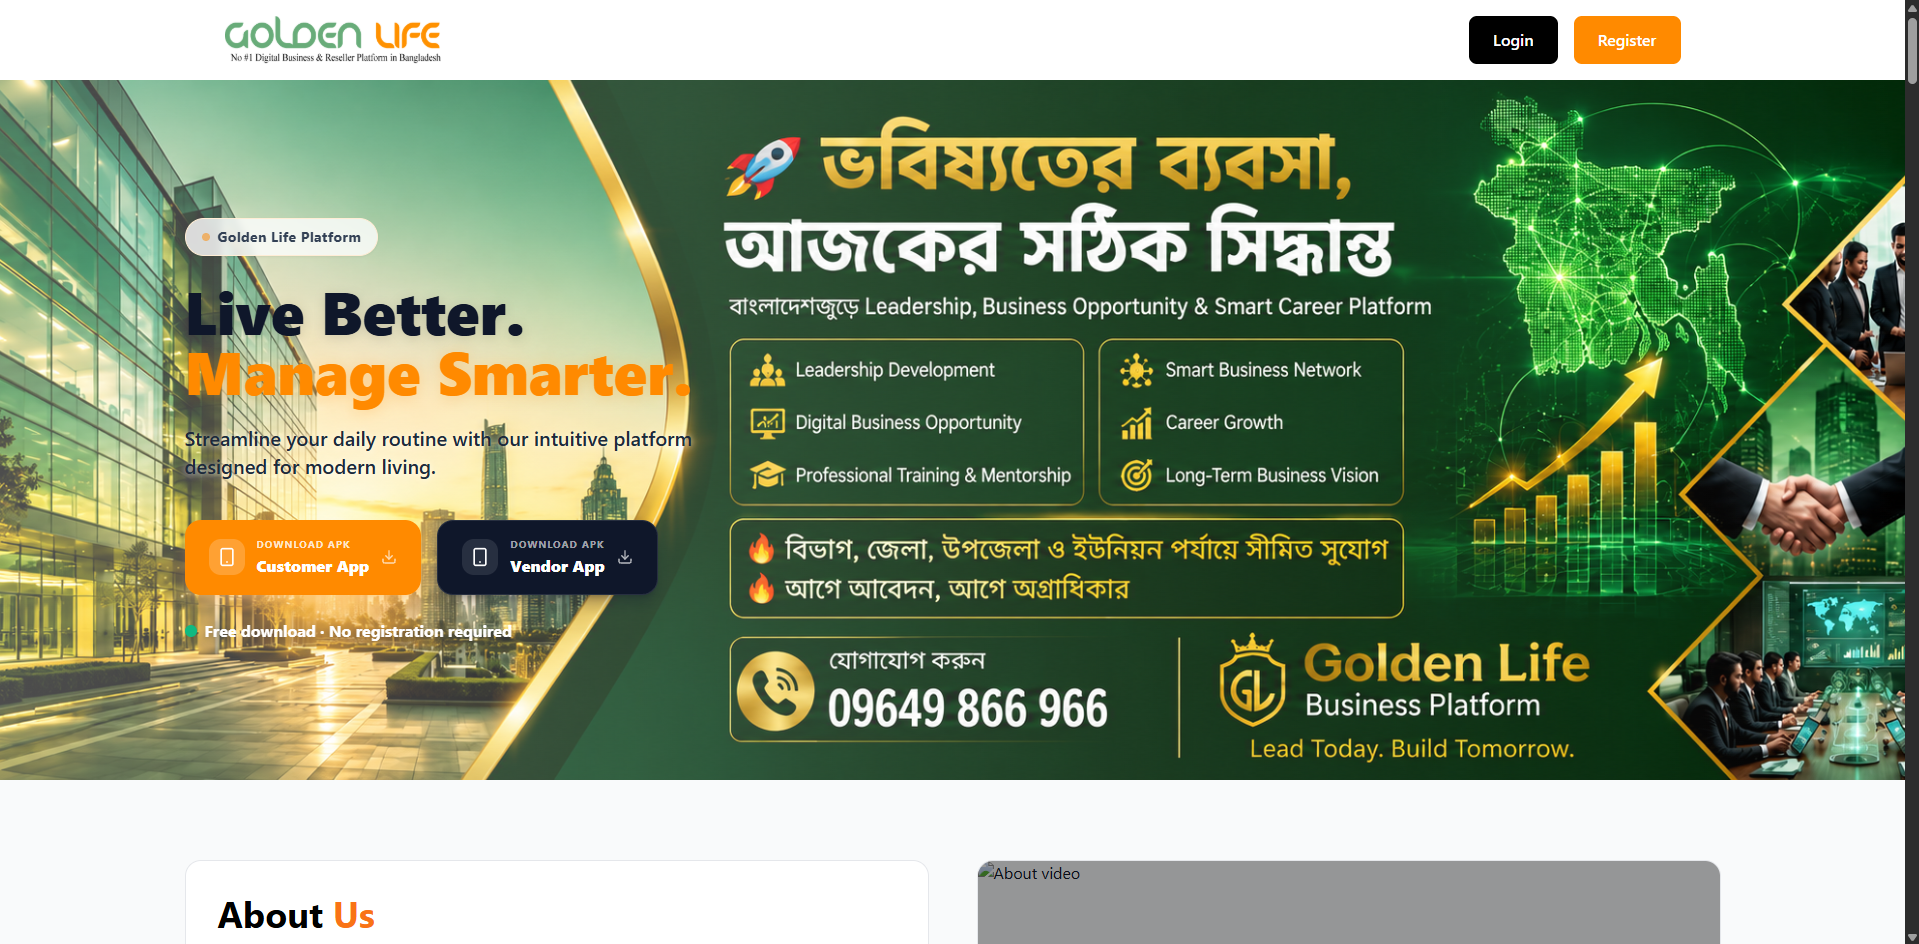 GOLDEN LIFE
No #1 Digital Business & Reseller Platform in Bangladesh
Login
Register
Golden Life Platform
Live Better.
Manage Smarter.
Streamline your daily routine with our intuitive platform
designed for modern living.
DOWNLOAD APK
Customer App
DOWNLOAD APK
Vendor App
Free download · No registration required
🚀 ভবিষ্যতের ব্যবসা,
আজকের সঠিক সিদ্ধান্ত
বাংলাদেশজুড়ে Leadership, Business Opportunity & Smart Career Platform
Leadership Development
Digital Business Opportunity
Professional Training & Mentorship
Smart Business Network
Career Growth
Long-Term Business Vision
🔥 বিভাগ, জেলা, উপজেলা ও ইউনিয়ন পর্যায়ে সীমিত সুযোগ
🔥 আগে আবেদন, আগে অগ্রাধিকার
যোগাযোগ করুন
09649 866 966
GL
Golden Life
Business Platform
Lead Today. Build Tomorrow.
About Us
About video